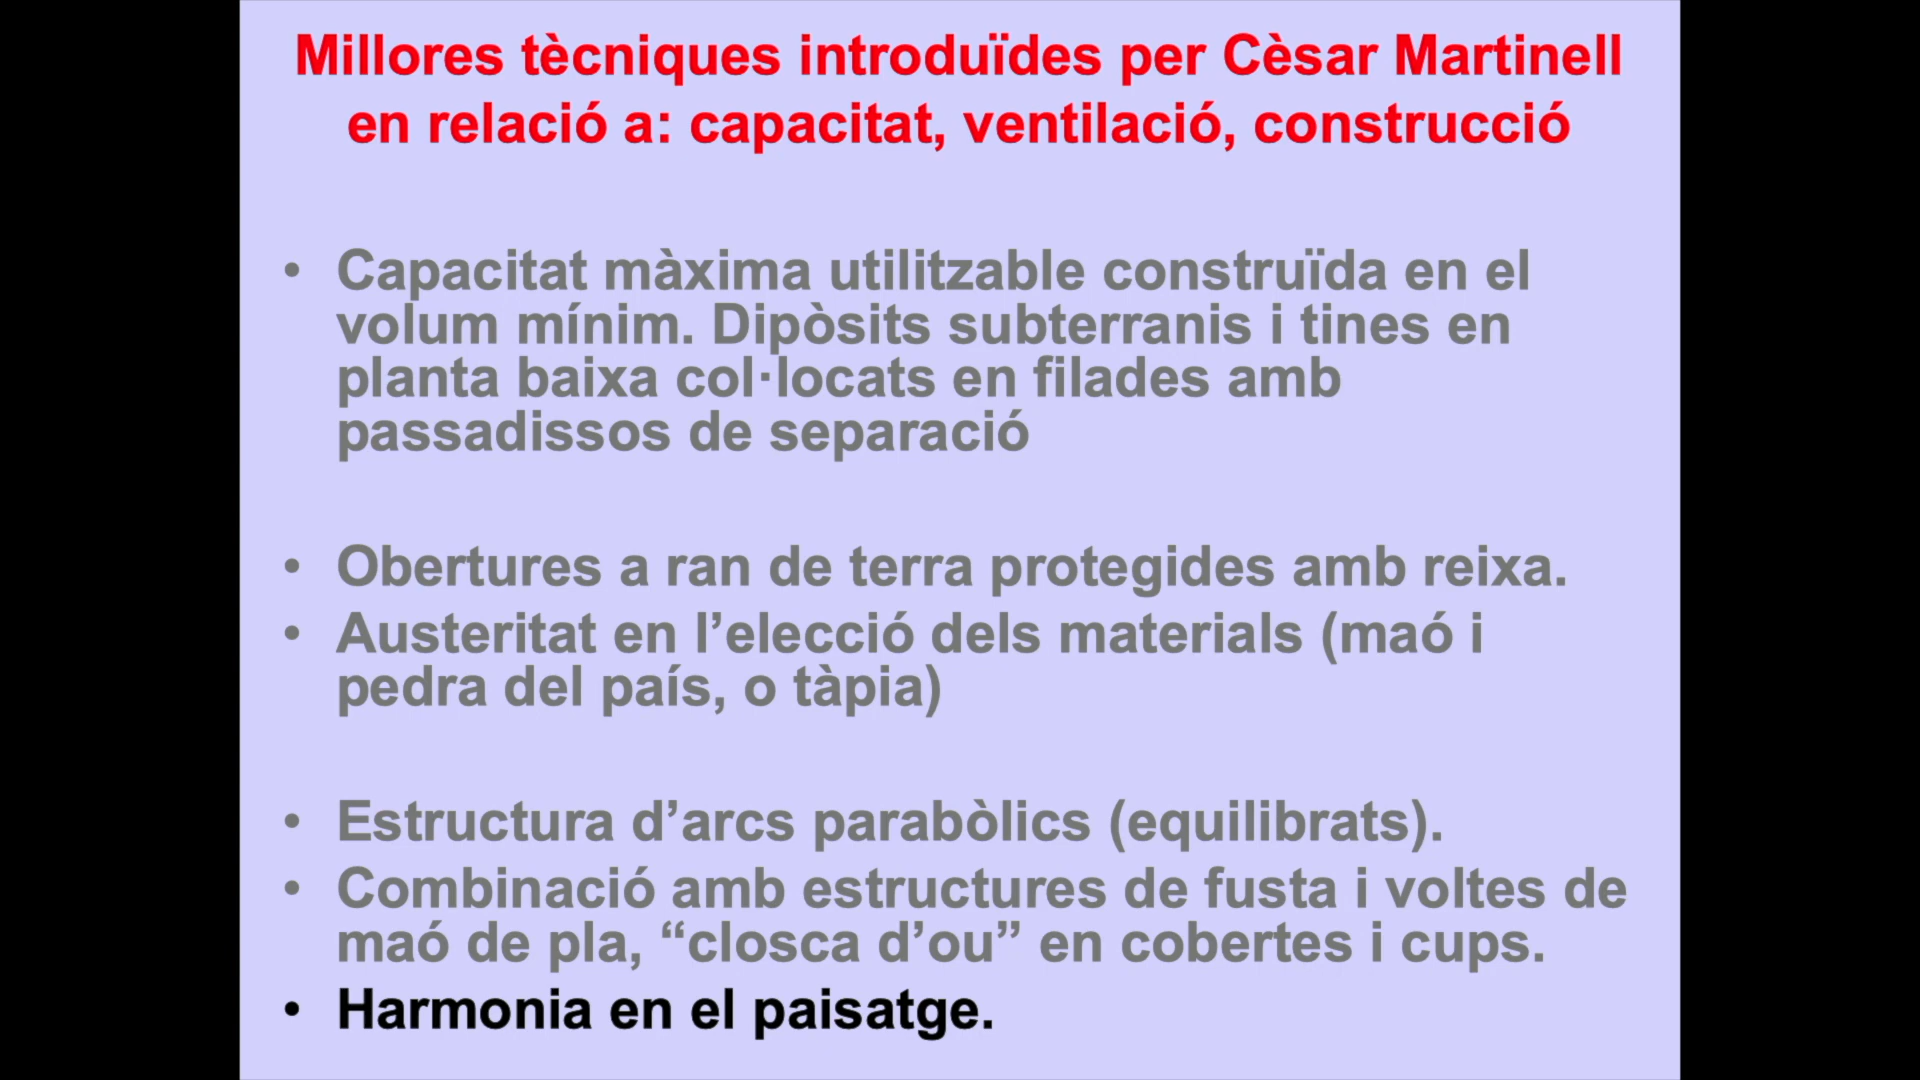 Millores tècniques introduïdes per Cèsar Martinell
en relació a: capacitat, ventilació, construcció
• Capacitat màxima utilitzable construïda en el
volum mínim. Dipòsits subterranis i tines en
planta baixa col·locats en filades amb
passadissos de separació
• Obertures a ran de terra protegides amb reixa.
• Austeritat en l’elecció dels materials (maó i
pedra del país, o tàpia)
• Estructura d’arcs parabòlics (equilibrats).
• Combinació amb estructures de fusta i voltes de
maó de pla, “closca d’ou” en cobertes i cups.
• Harmonia en el paisatge.